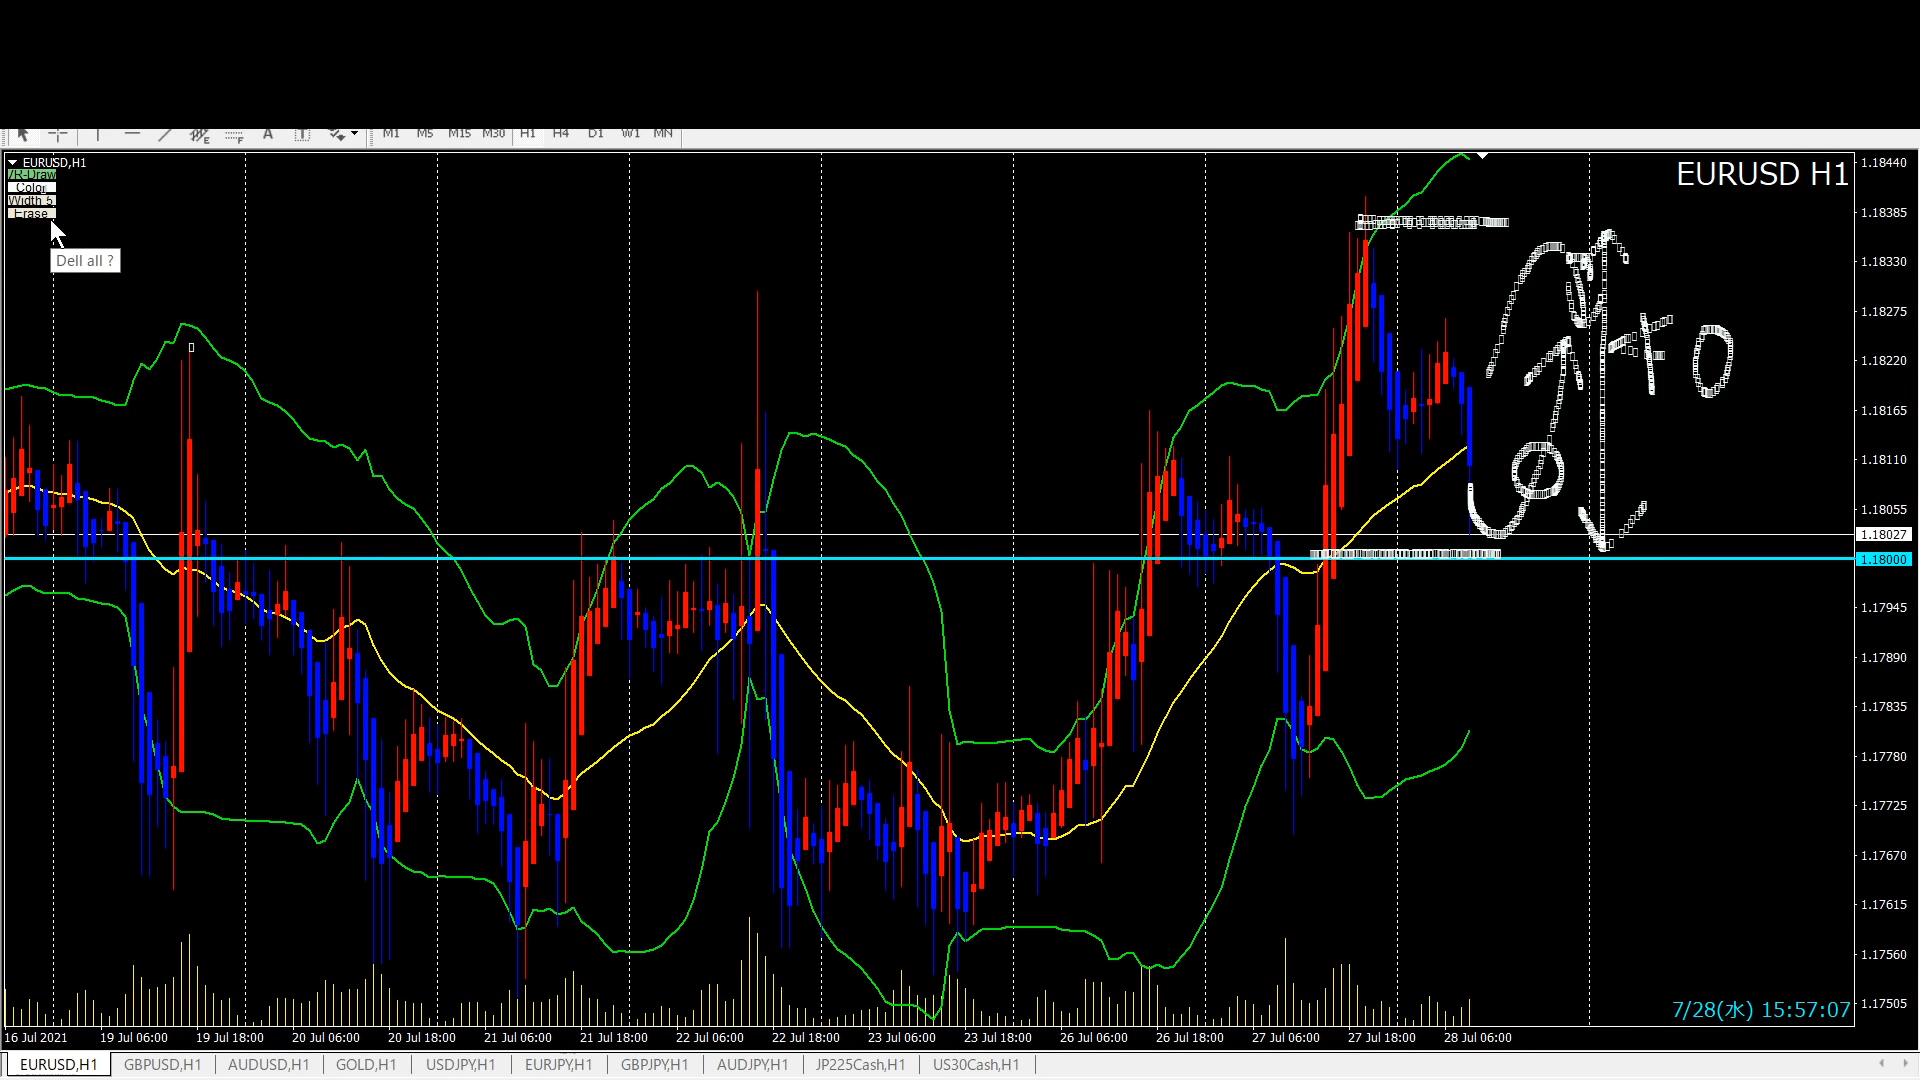 M1 M5 M15 M30 H1 H4 D1 W1 MN
EURUSD,H1
/R-Draw
Color
Width 5
Erase
Dell all ?
EURUSD H1
1.18440
1.18385
1.18330
1.18275
1.18220
1.18165
1.18110
1.18055
1.18027
1.18000
1.17945
1.17890
1.17835
1.17780
1.17725
1.17670
1.17615
1.17560
1.17505
7/28(水) 15:57:07
16 Jul 2021 19 Jul 06:00 19 Jul 18:00 20 Jul 06:00 20 Jul 18:00 21 Jul 06:00 21 Jul 18:00 22 Jul 06:00 22 Jul 18:00 23 Jul 06:00 23 Jul 18:00 26 Jul 06:00 26 Jul 18:00 27 Jul 06:00 27 Jul 18:00 28 Jul 06:00
EURUSD,H1 GBPUSD,H1 AUDUSD,H1 GOLD,H1 USDJPY,H1 EURJPY,H1 GBPJPY,H1 AUDJPY,H1 JP225Cash,H1 US30Cash,H1